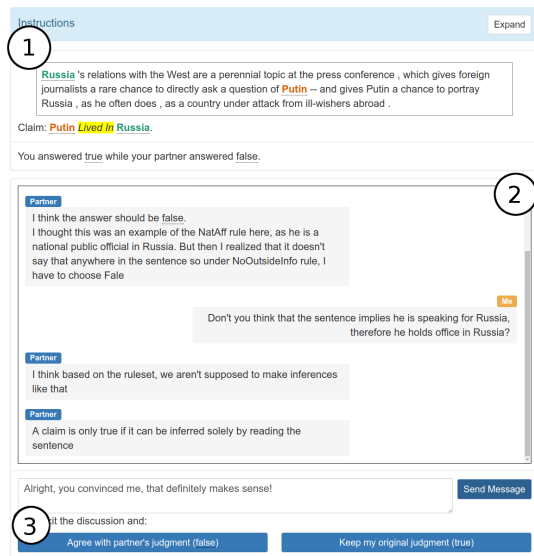 Instructions
Expand
1
Russia 's relations with the West are a perennial topic at the press conference , which gives foreign
journalists a rare chance to directly ask a question of Putin -- and gives Putin a chance to portray
Russia , as he often does , as a country under attack from ill-wishers abroad .
Claim: Putin Lived In Russia.
You answered true while your partner answered false.
2
Partner
I think the answer should be false.
I thought this was an example of the NatAff rule here, as he is a
national public official in Russia. But then I realized that it doesn't
say that anywhere in the sentence so under NoOutsideInfo rule, I
have to choose Fale
Me
Don't you think that the sentence implies he is speaking for Russia,
therefore he holds office in Russia?
Partner
I think based on the ruleset, we aren't supposed to make inferences
like that
Partner
A claim is only true if it can be inferred solely by reading the
sentence
Alright, you convinced me, that definitely makes sense!
Send Message
3
it the discussion and:
Agree with partner's judgment (false)
Keep my original judgment (true)